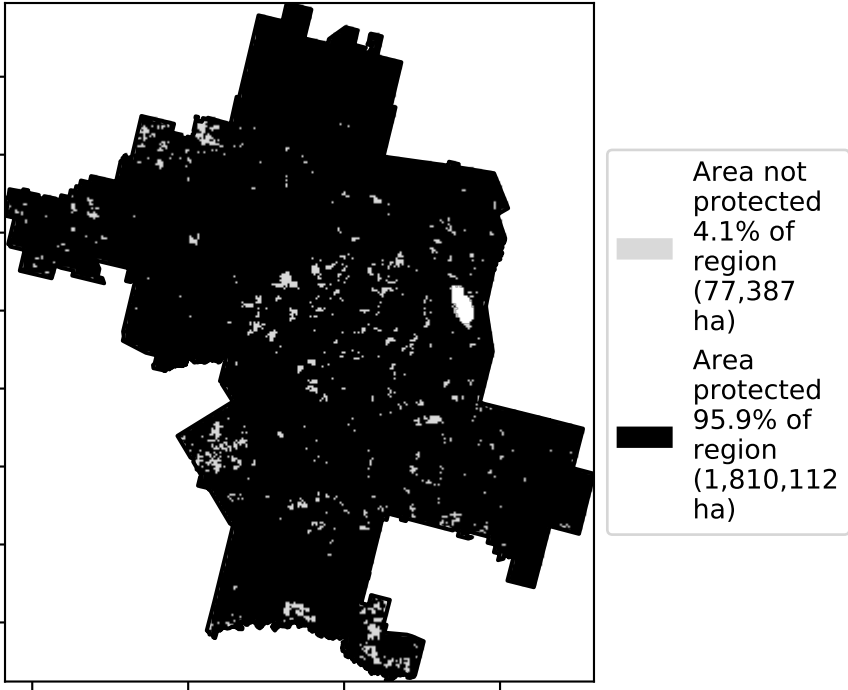 Area not
protected
4.1% of
region
(77,387
ha)
Area
protected
95.9% of
region
(1,810,112
ha)